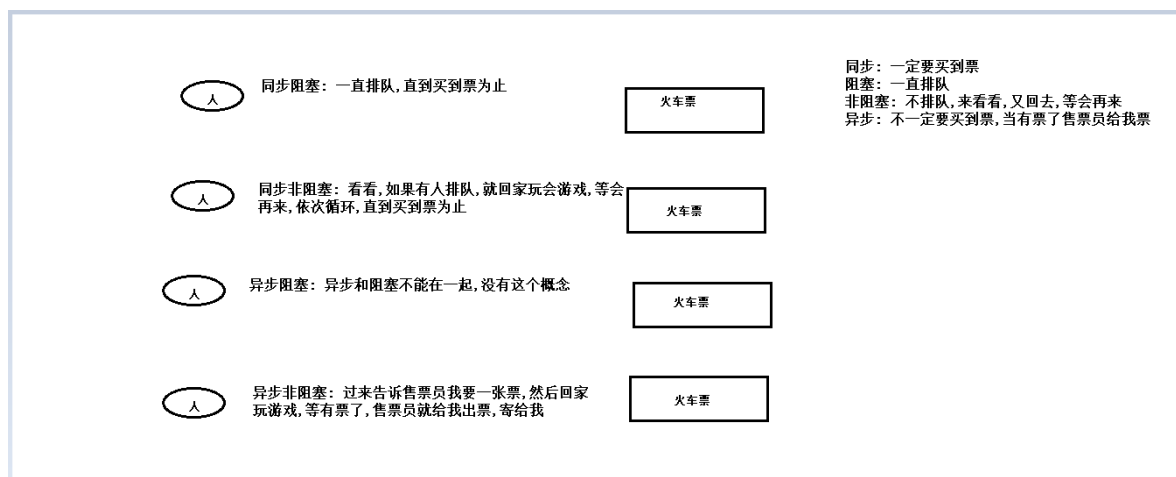 人
同步阻塞：一直排队,直到买到票为止
火车票
同步：一定要买到票
阻塞：一直排队
非阻塞：不排队,来看看,又回去,等会再来
异步：不一定要买到票,当有票了售票员给我票
人
同步非阻塞：看看,如果有人排队,就回家玩会游戏,等会
再来,依次循环,直到买到票为止
火车票
人
异步阻塞：异步和阻塞不能在一起,没有这个概念
火车票
人
异步非阻塞：过来告诉售票员我要一张票,然后回家
玩游戏,等有票了,售票员就给我出票,寄给我
火车票